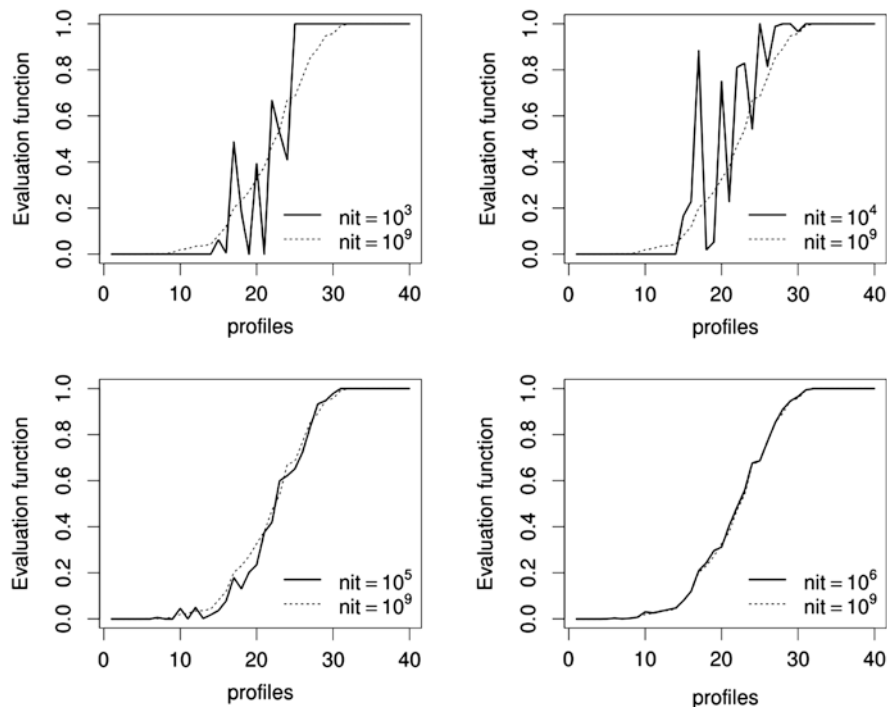 Evaluation function
0.0 0.2 0.4 0.6 0.8 1.0
nit = 10³
nit = 10⁹
0 10 20 30 40
profiles
Evaluation function
0.0 0.2 0.4 0.6 0.8 1.0
nit = 10⁴
nit = 10⁹
0 10 20 30 40
profiles
Evaluation function
0.0 0.2 0.4 0.6 0.8 1.0
nit = 10⁵
nit = 10⁹
0 10 20 30 40
profiles
Evaluation function
0.0 0.2 0.4 0.6 0.8 1.0
nit = 10⁶
nit = 10⁹
0 10 20 30 40
profiles